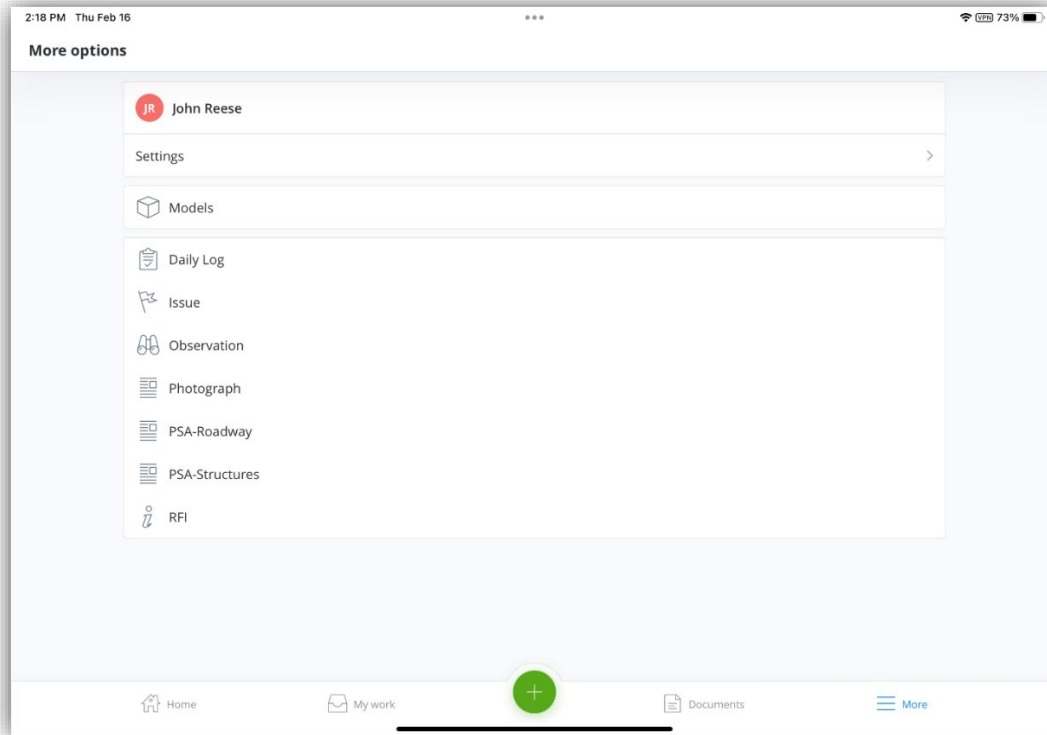 2:18 PM Thu Feb 16
VPN 73%
More options
JR John Reese
Settings
Models
Daily Log
Issue
Observation
Photograph
PSA-Roadway
PSA-Structures
RFI
Home My work Documents More